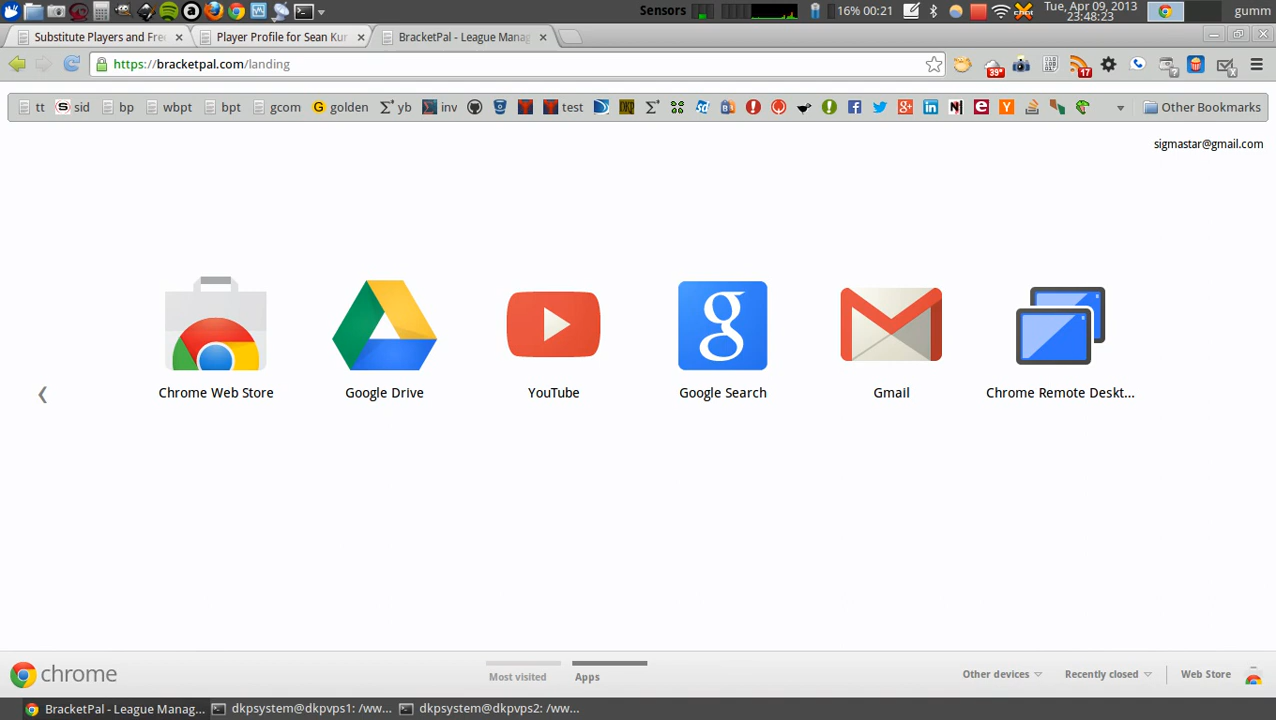 Sensors 16% 00:21 Tue, Apr 09, 2013 23:48:23 gumm
Substitute Players and Fre Player Profile for Sean Kur BracketPal - League Manag
https://bracketpal.com/landing 39° 17
tt sid bp wbpt bpt gcom golden yb inv test Other Bookmarks
sigmastar@gmail.com
Chrome Web Store Google Drive YouTube Google Search Gmail Chrome Remote Deskt...
chrome Most visited Apps Other devices Recently closed Web Store
BracketPal - League Manag... dkpsystem@dkpvps1: /ww... dkpsystem@dkpvps2: /ww...